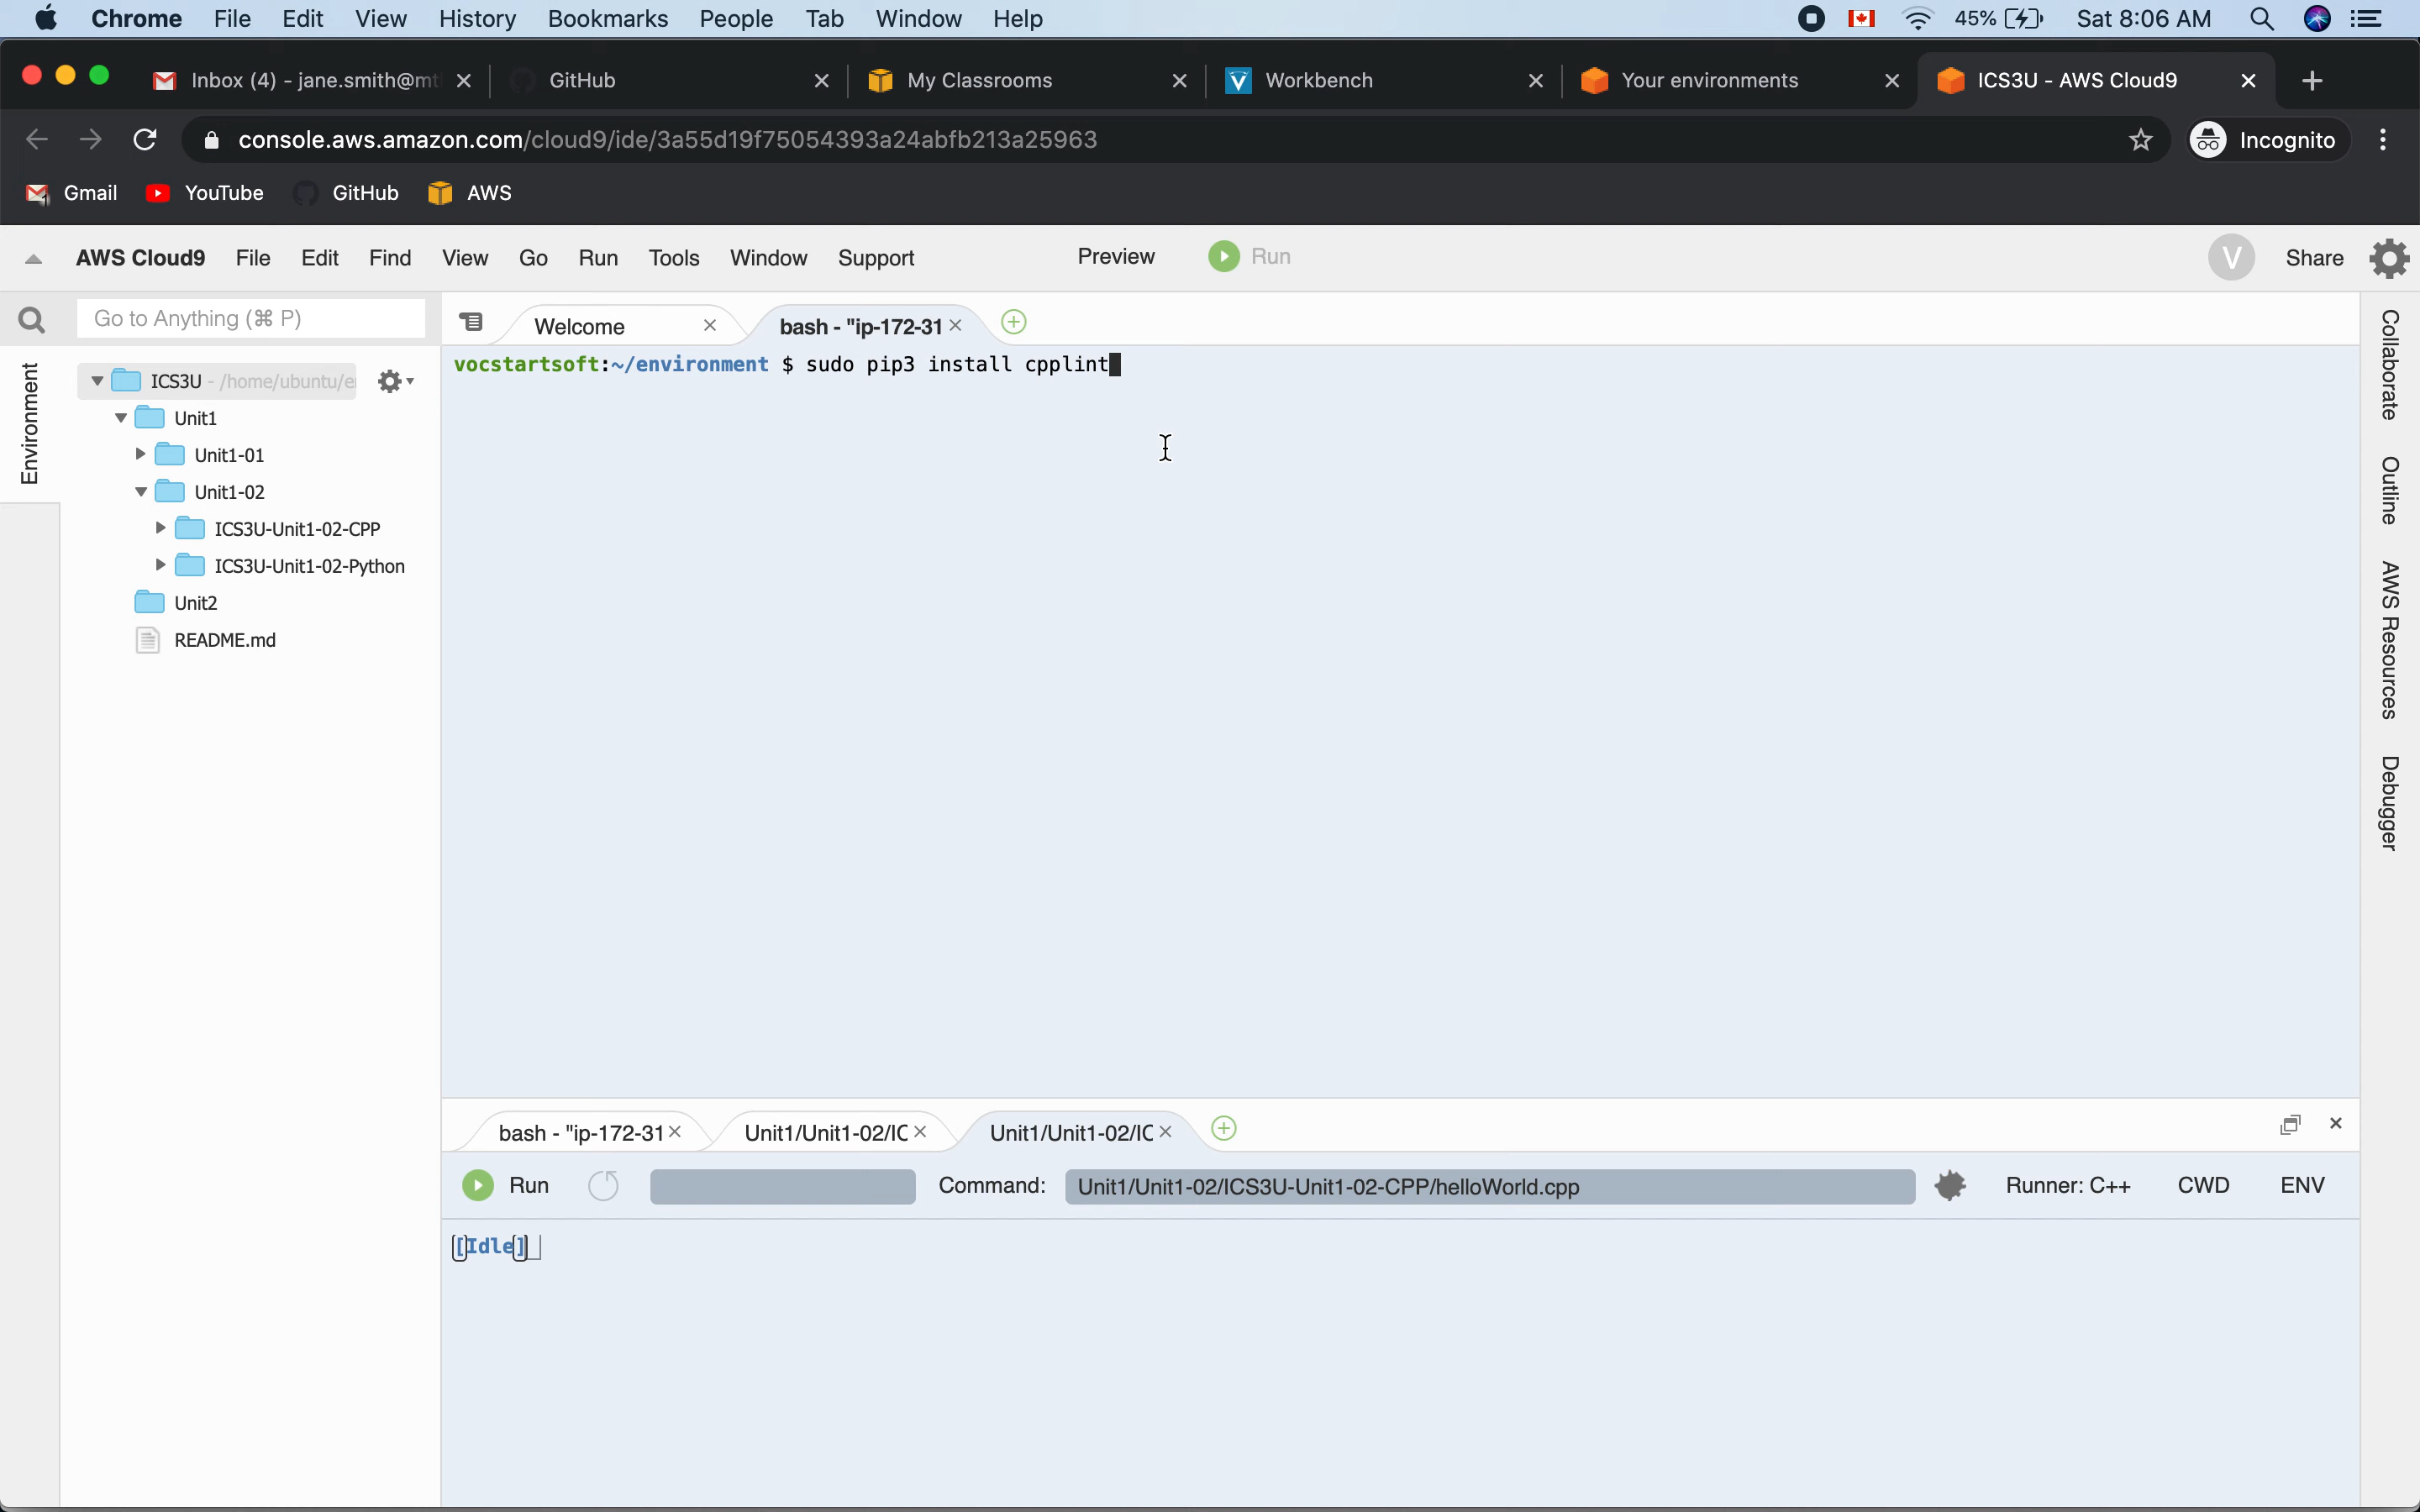 Chrome File Edit View History Bookmarks People Tab Window Help 45% Sat 8:06 AM
Inbox (4) - jane.smith@mt GitHub My Classrooms Workbench Your environments ICS3U - AWS Cloud9
console.aws.amazon.com/cloud9/ide/3a55d19f75054393a24abfb213a25963 Incognito
Gmail YouTube GitHub AWS
AWS Cloud9 File Edit Find View Go Run Tools Window Support Preview Run V Share
Go to Anything (⌘ P) Welcome bash - "ip-172-31
vocstartsoft:~/environment $ sudo pip3 install cpplint
Environment
ICS3U - /home/ubuntu/e
Unit1
Unit1-01
Unit1-02
ICS3U-Unit1-02-CPP
ICS3U-Unit1-02-Python
Unit2
README.md
Collaborate
Outline
AWS Resources
Debugger
bash - "ip-172-31 Unit1/Unit1-02/IC Unit1/Unit1-02/IC
Run Command: Unit1/Unit1-02/ICS3U-Unit1-02-CPP/helloWorld.cpp Runner: C++ CWD ENV
[Idle]